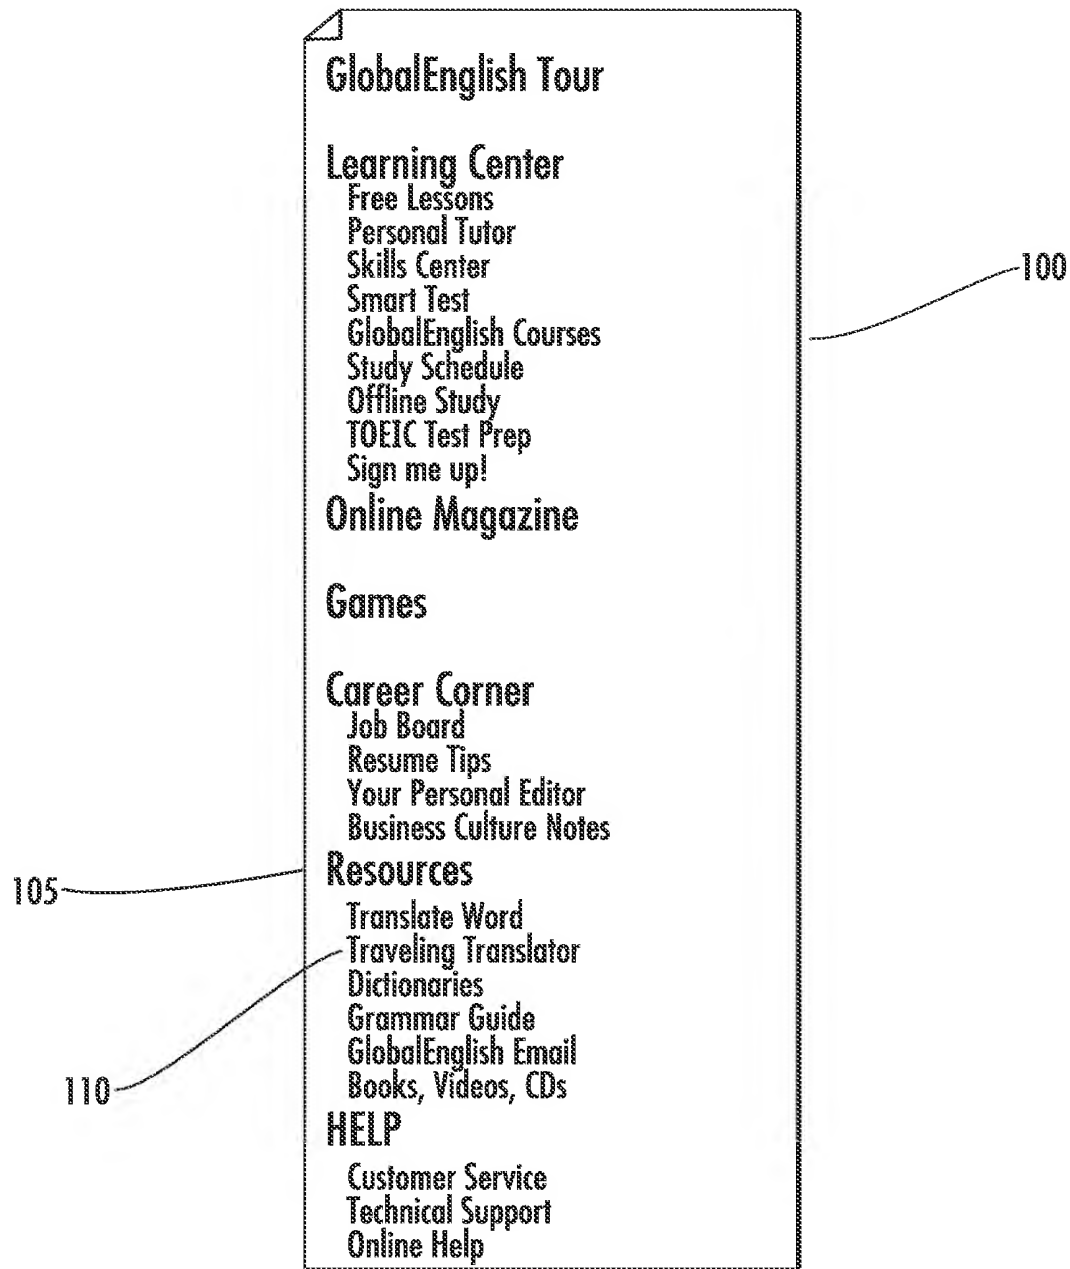 GlobalEnglish Tour
Learning Center
Free Lessons
Personal Tutor
Skills Center
Smart Test
GlobalEnglish Courses
Study Schedule
Offline Study
TOEIC Test Prep
Sign me up!
Online Magazine
Games
Career Corner
Job Board
Resume Tips
Your Personal Editor
Business Culture Notes
Resources
Translate Word
Traveling Translator
Dictionaries
Grammar Guide
GlobalEnglish Email
Books, Videos, CDs
HELP
Customer Service
Technical Support
Online Help
100
105
110